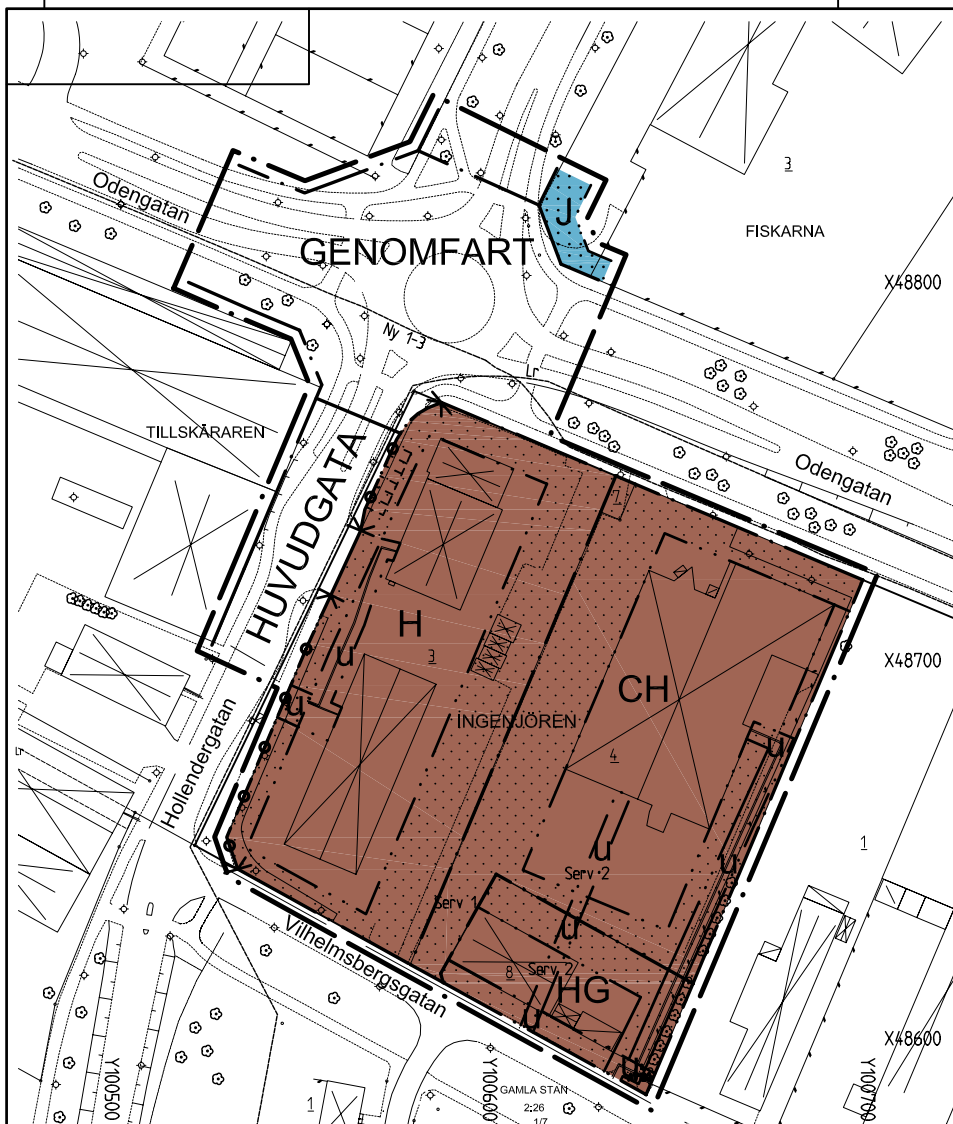 3
Odengatan
J
FISKARNA
GENOMFART
X48800
Ny 1-3
Lr
TILLSKÄRAREN
HUVUDGATA
Odengatan
7
H
3
u
X48700
CH
u
INGENJÖREN
u
4
Lr
Hollendergatan
u
1
u
Serv 2
Serv 1
u
Vilhelmsbergsgatan
8
Serv 2
HG
u
X48600
u
Y100500
Y100600
Y100700
GAMLA STAN
2:26
1
1/7